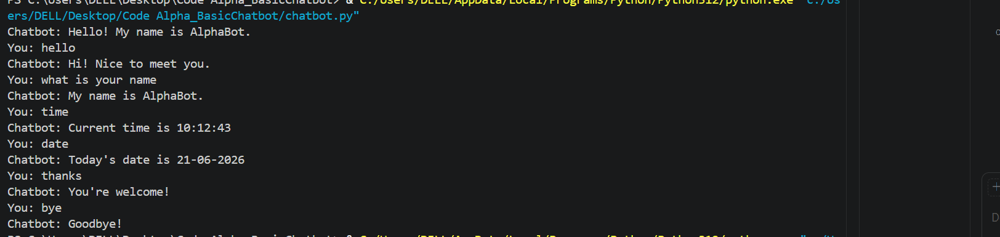 PS C:\Users\DELL\Desktop\Code Alpha_BasicChatbot> & C:/Users/DELL/AppData/Local/Programs/Python/Python312/python.exe "c:/Us
ers/DELL/Desktop/Code Alpha_BasicChatbot/chatbot.py"
Chatbot: Hello! My name is AlphaBot.
You: hello
Chatbot: Hi! Nice to meet you.
You: what is your name
Chatbot: My name is AlphaBot.
You: time
Chatbot: Current time is 10:12:43
You: date
Chatbot: Today's date is 21-06-2026
You: thanks
Chatbot: You're welcome!
You: bye
Chatbot: Goodbye!